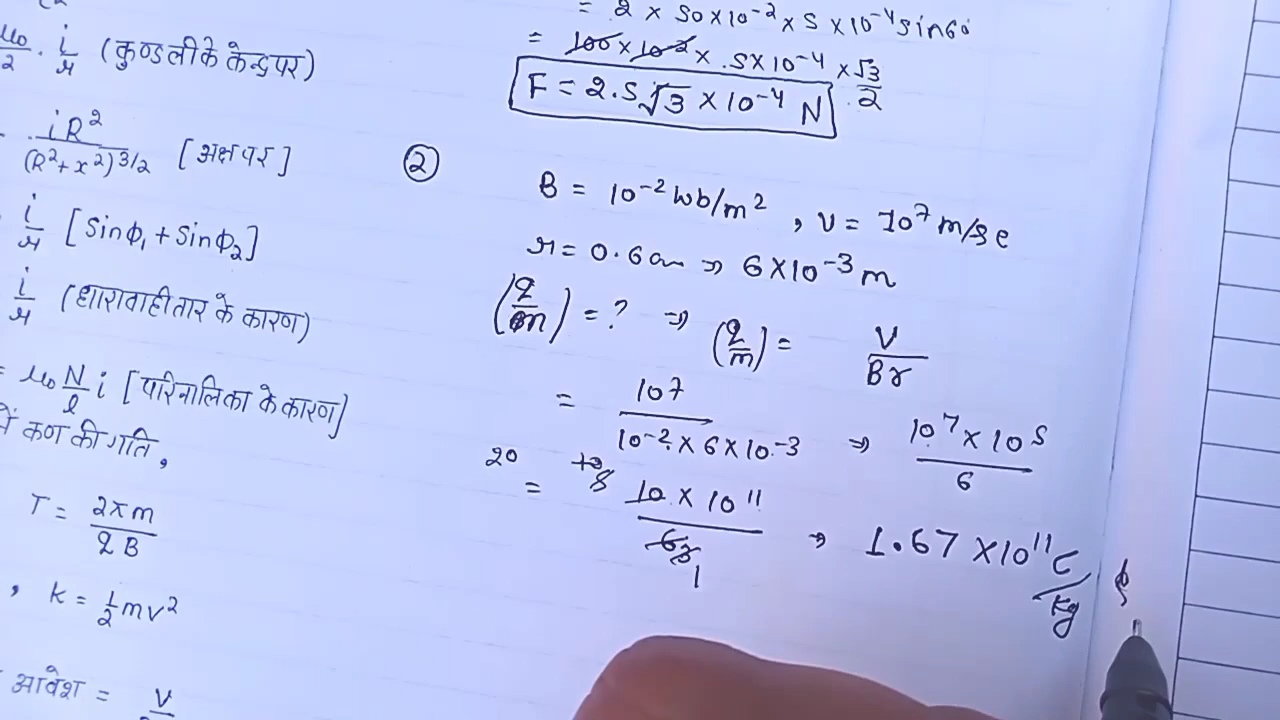 μ₀/2 . i/r (कुण्डली के केन्द्र पर)
iR²/(R²+x²)^3/2 [अक्ष पर]
i/r [sinϕ₁ + sinϕ₂]
i/r (धारावाही तार के कारण)
= μ₀ N/l i [परिनालिका के कारण]
में कण की गति,
T = 2πm/qB
, K = 1/2 mv²
आवेश = v
= 2 × 50 × 10⁻² × 5 × 10⁻⁴ sin60
= 100 × 10⁻² × .5 × 10⁻⁴ × √3/2
F = 2.5√3 × 10⁻⁴ N
② B = 10⁻² wb/m² , v = 10⁷ m/se
r = 0.6 cm ⇒ 6 × 10⁻³ m
(q/m) = ? ⇒ (q/m) = v/Br
= 10⁷/10⁻² × 6 × 10⁻³ ⇒ 10⁷ × 10⁵/6
20
= 10 × 10¹¹/6 3 1 ⇒ 1.67 × 10¹¹ C/kg